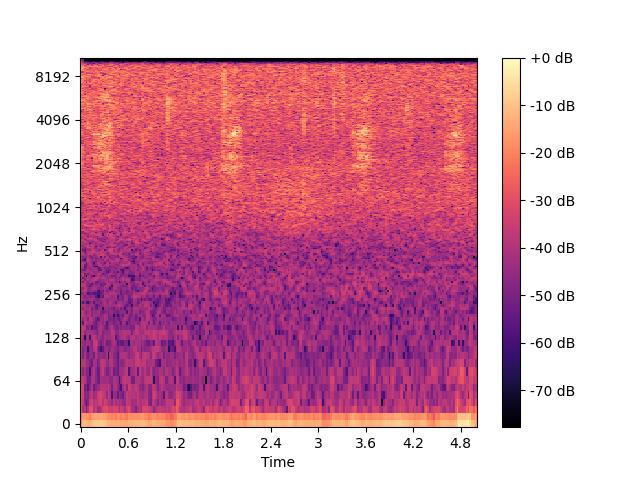 8192
4096
2048
1024
512
256
128
64
0
Hz
0 0.6 1.2 1.8 2.4 3 3.6 4.2 4.8
Time
+0 dB
-10 dB
-20 dB
-30 dB
-40 dB
-50 dB
-60 dB
-70 dB